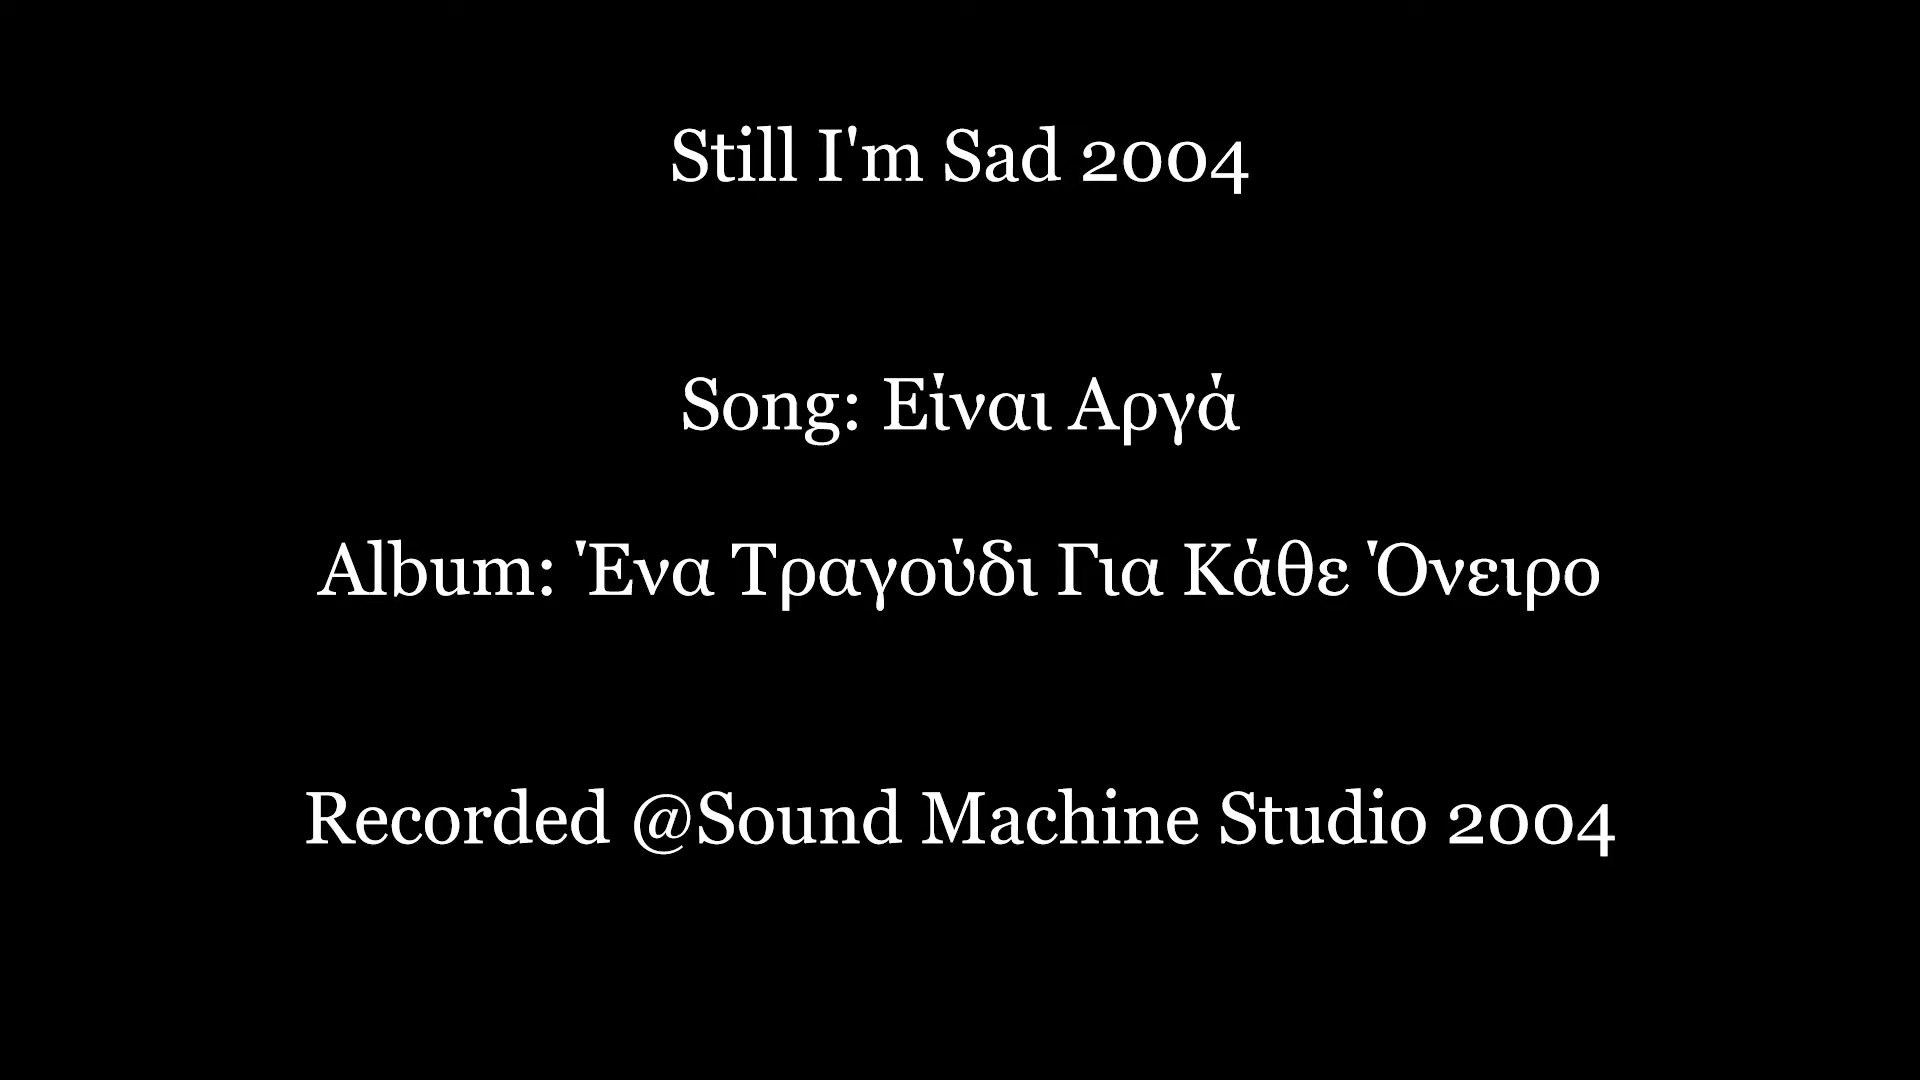 Still I'm Sad 2004
Song: Είναι Αργά
Album: Ένα Τραγούδι Για Κάθε Όνειρο
Recorded @Sound Machine Studio 2004